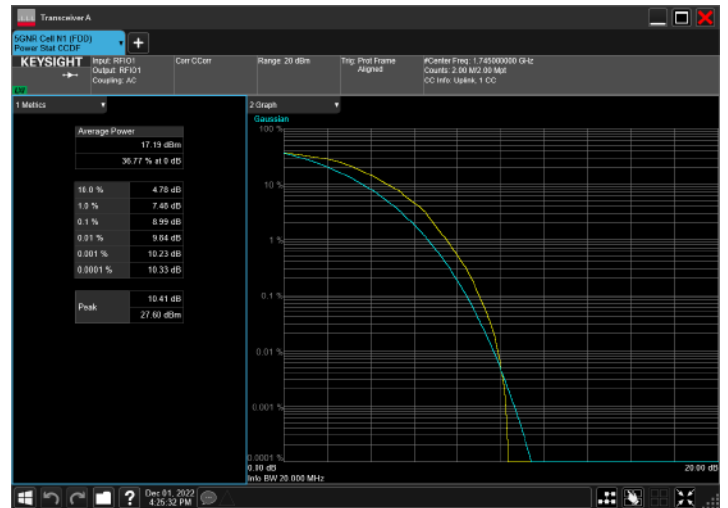 Transceiver A
5GNR Cell N1 (FDD)
Power Stat CCDF
KEYSIGHT
Input: RFIO1
Output: RFIO1
Coupling: AC
Corr CCorr
Range: 20 dBm
Trig: Prot Frame
Aligned
#Center Freq: 1.745000000 GHz
Counts: 2.00 M/2.00 Mpt
CC Info: Uplink, 1 CC
1 Metrics
Average Power
17.19 dBm
36.77 % at 0 dB
10.0 % 4.78 dB
1.0 % 7.48 dB
0.1 % 8.99 dB
0.01 % 9.84 dB
0.001 % 10.23 dB
0.0001 % 10.33 dB
Peak
10.41 dB
27.60 dBm
2 Graph
Gaussian
100 %
10 %
1 %
0.1 %
0.01 %
0.001 %
0.0001 %
0.00 dB
20.00 dB
Info BW 20.000 MHz
?
Dec 01, 2022
4:25:32 PM